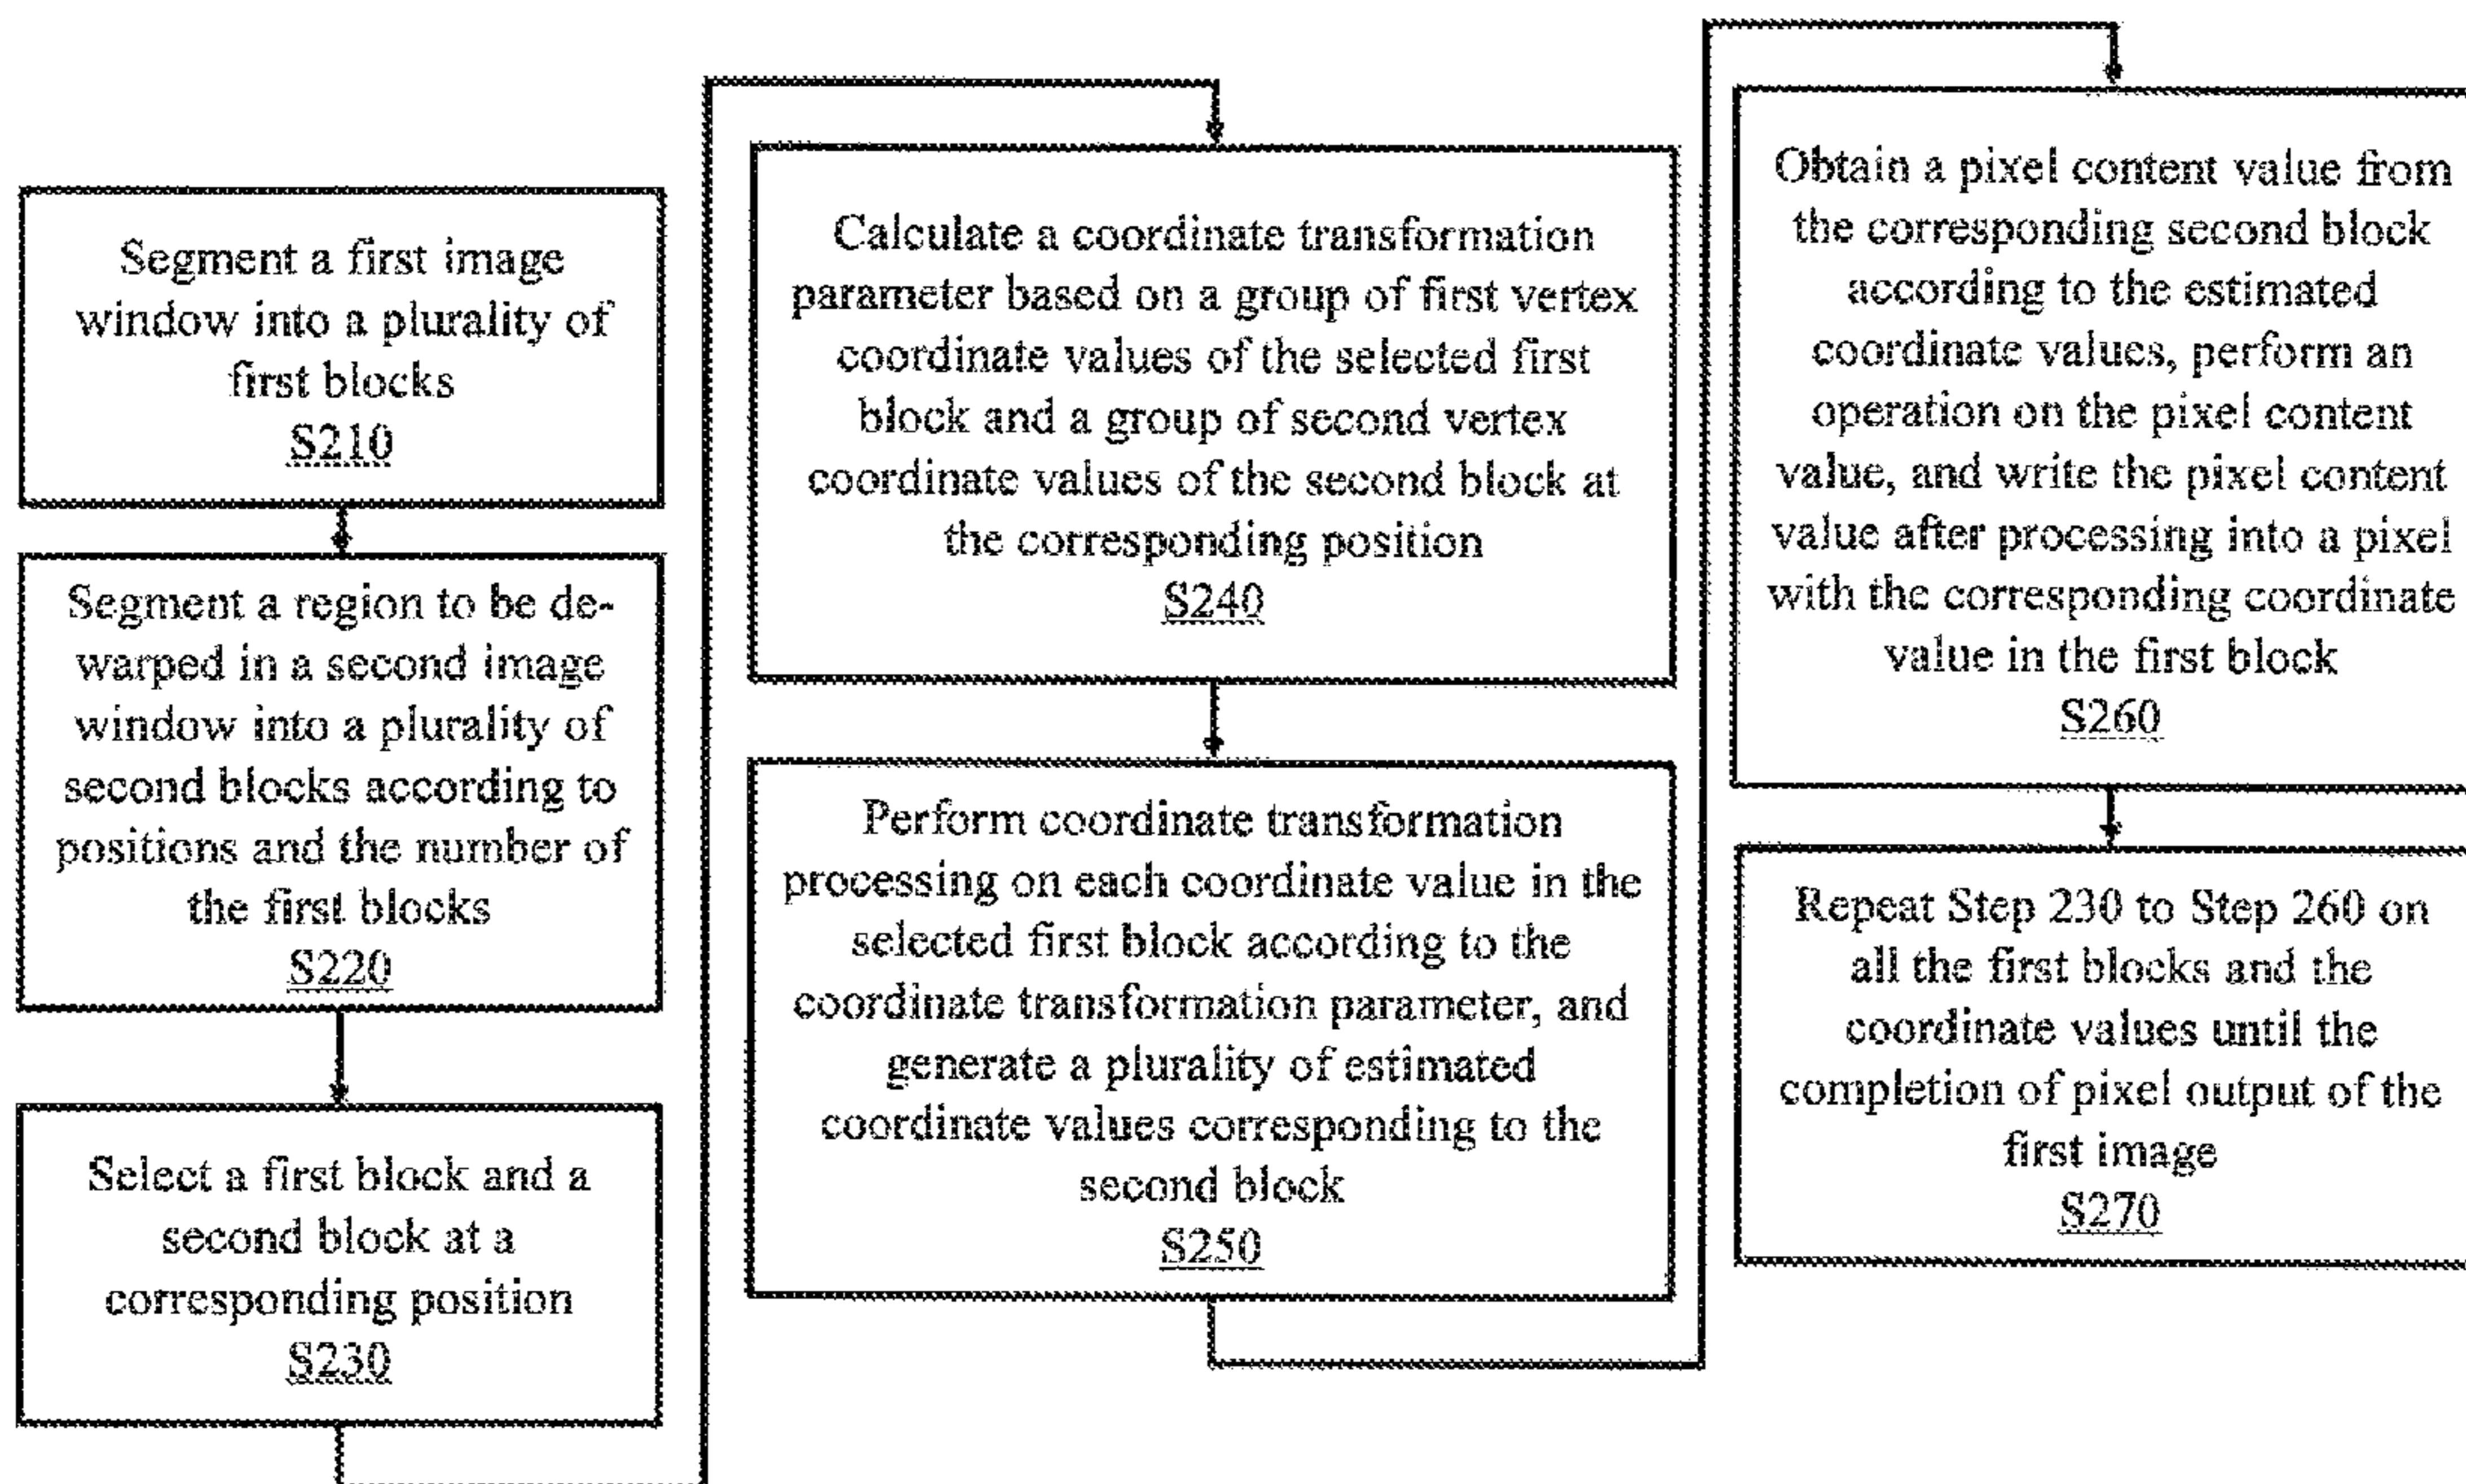 Segment a first image
window into a plurality of
first blocks
S210
Segment a region to be de-
warped in a second image
window into a plurality of
second blocks according to
positions and the number of
the first blocks
S220
Select a first block and a
second block at a
corresponding position
S230
Calculate a coordinate transformation
parameter based on a group of first vertex
coordinate values of the selected first
block and a group of second vertex
coordinate values of the second block at
the corresponding position
S240
Perform coordinate transformation
processing on each coordinate value in the
selected first block according to the
coordinate transformation parameter, and
generate a plurality of estimated
coordinate values corresponding to the
second block
S250
Obtain a pixel content value from
the corresponding second block
according to the estimated
coordinate values, perform an
operation on the pixel content
value, and write the pixel content
value after processing into a pixel
with the corresponding coordinate
value in the first block
S260
Repeat Step 230 to Step 260 on
all the first blocks and the
coordinate values until the
completion of pixel output of the
first image
S270